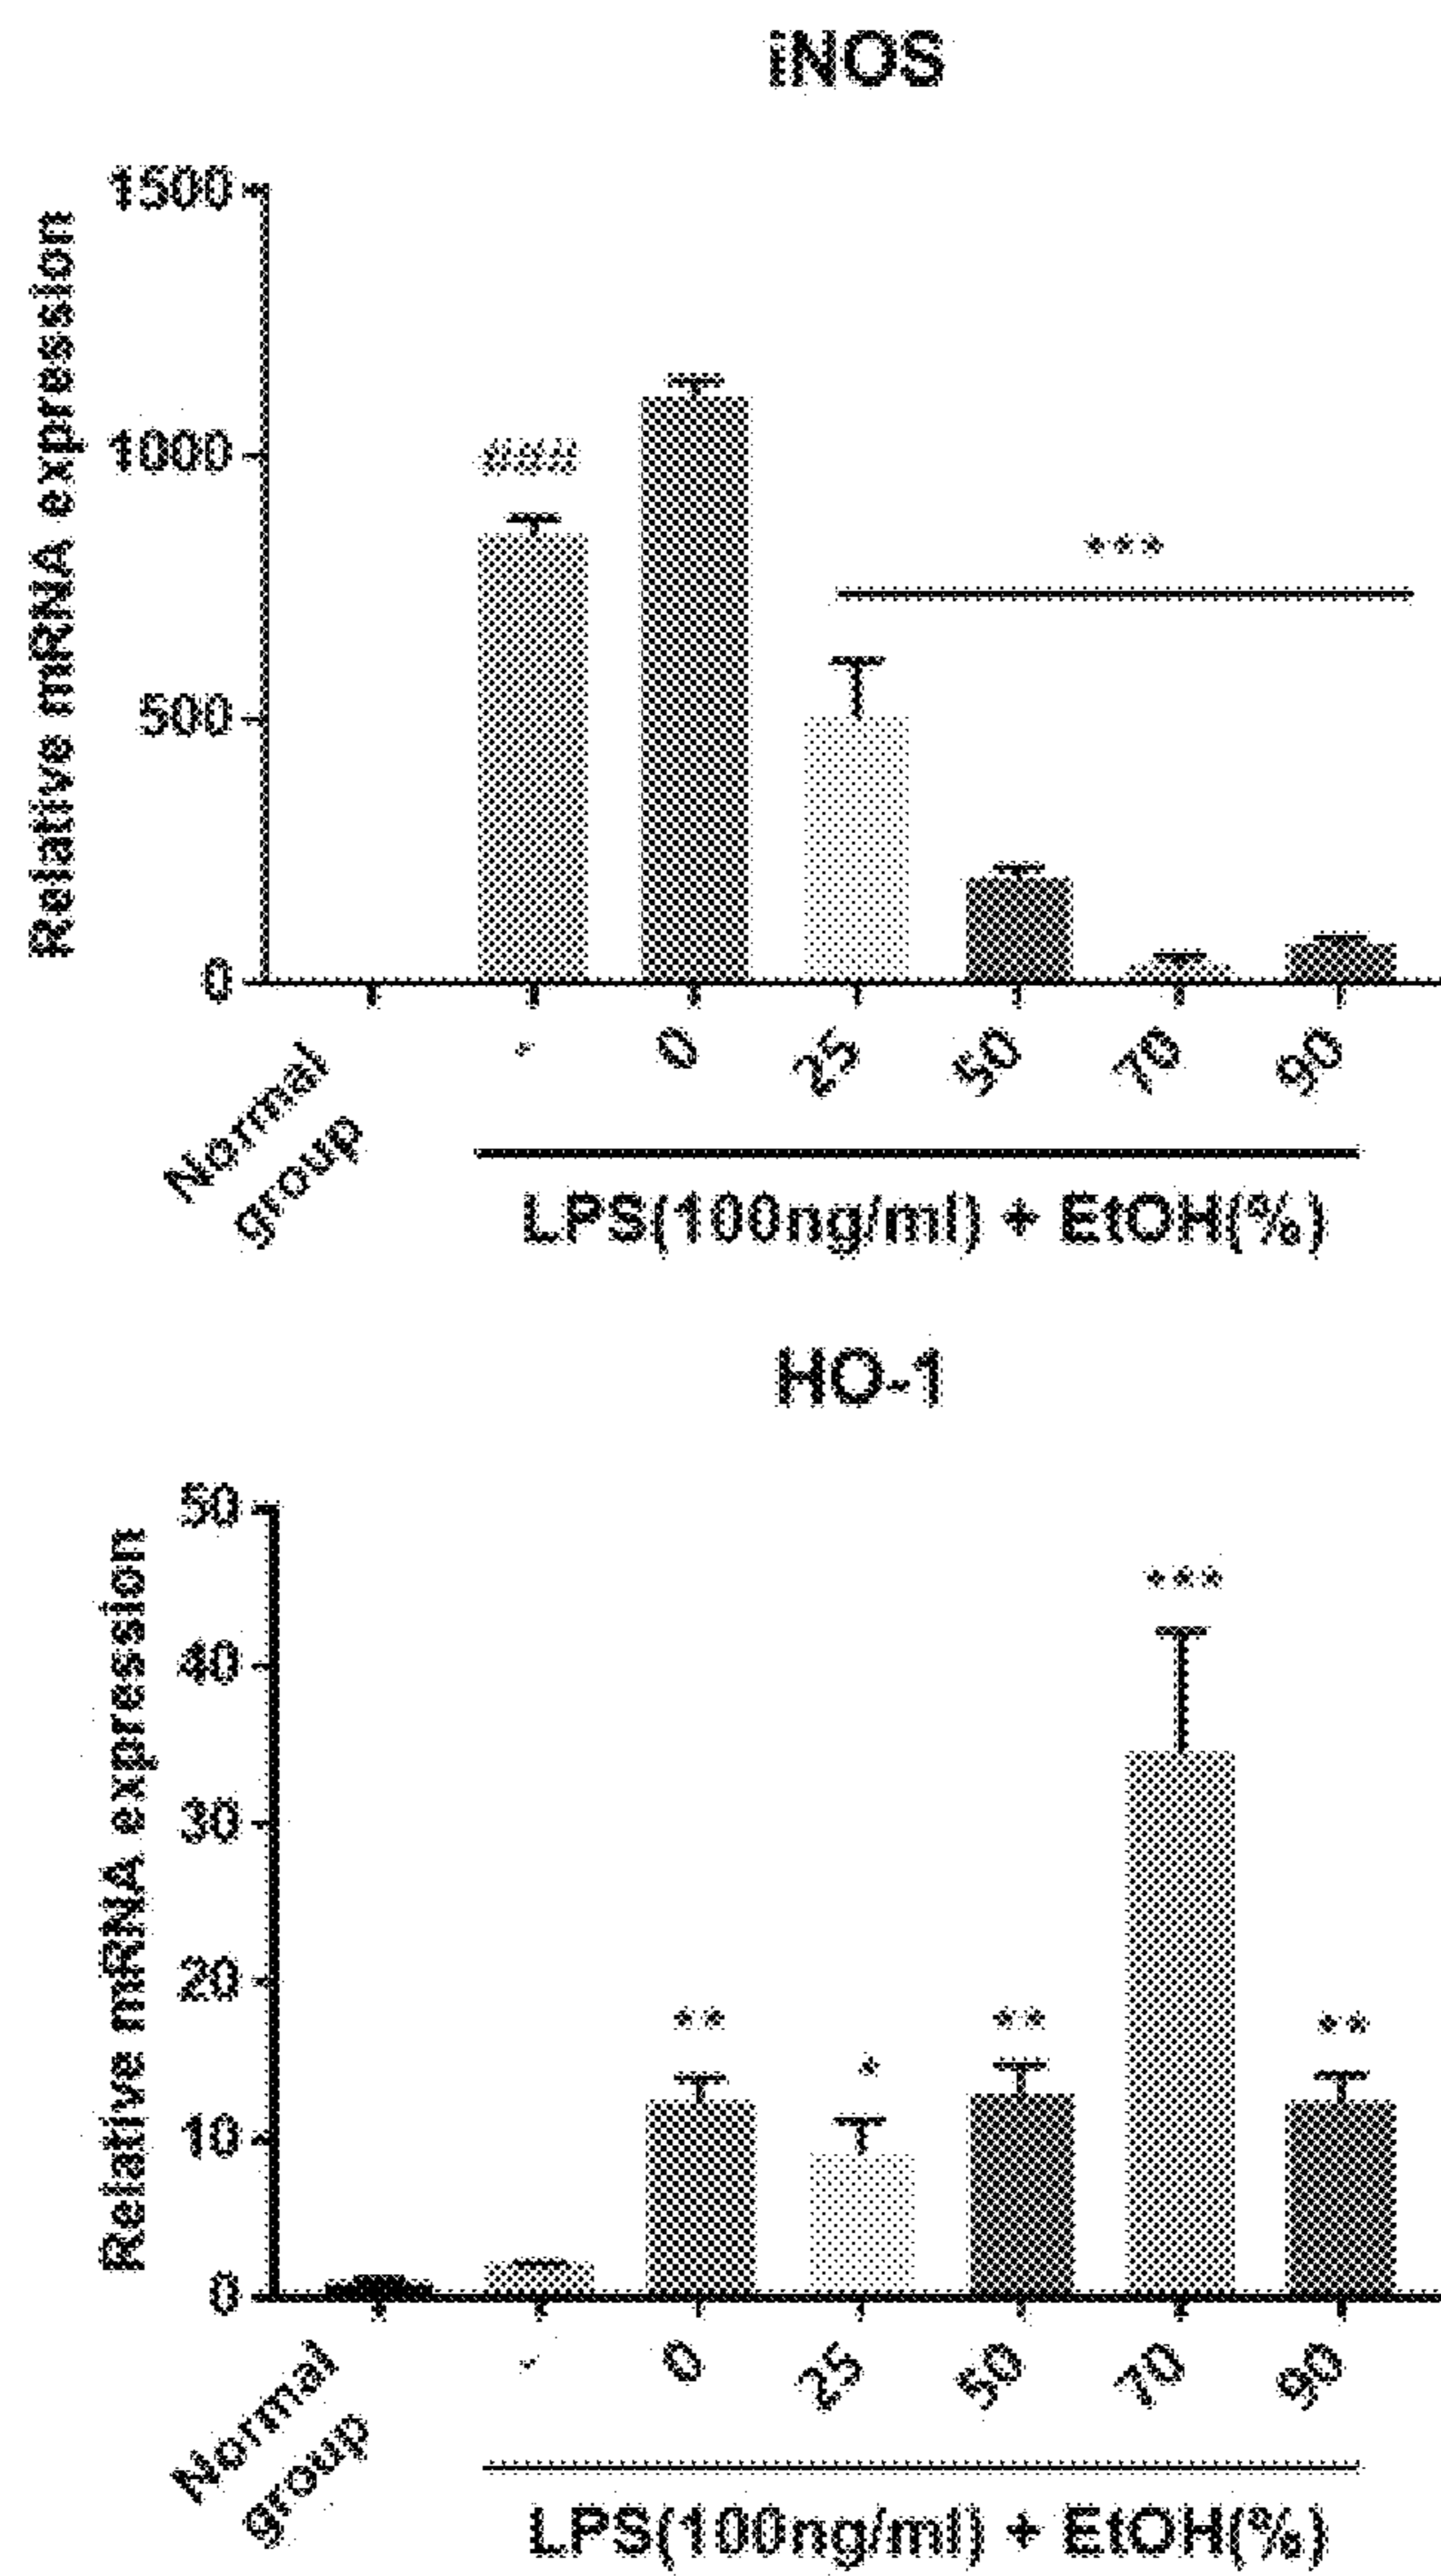 iNOS
Relative mRNA expression
1500
1000
500
0
###
***
Normal
group
-
0
25
50
70
90
LPS(100ng/ml) + EtOH(%)
HO-1
Relative mRNA expression
50
40
30
20
10
0
**
*
**
***
**
Normal
group
-
0
25
50
70
90
LPS(100ng/ml) + EtOH(%)